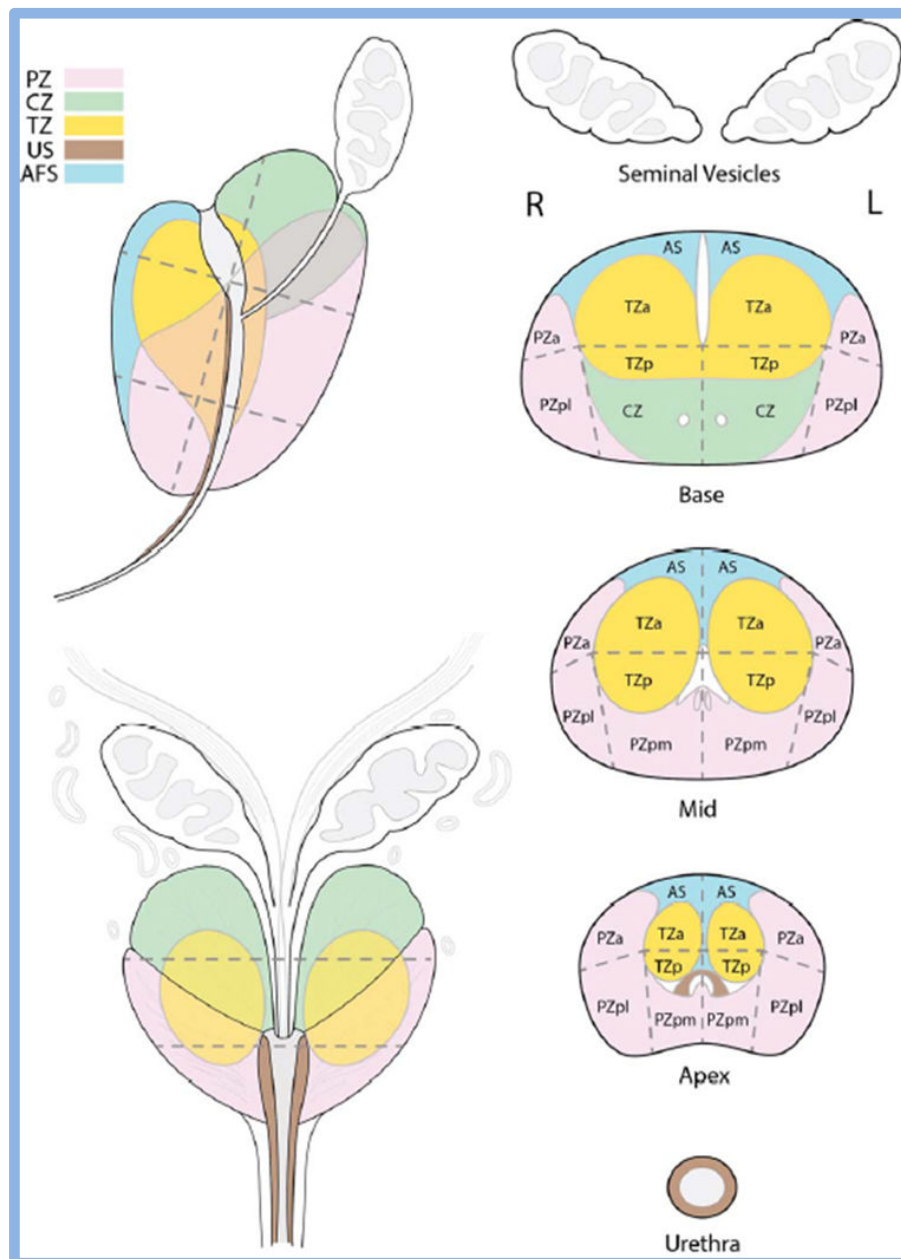 PZ
CZ
TZ
US
AFS
Seminal Vesicles
R L
AS AS
TZa TZa
PZa PZa
TZp TZp
PZpl PZpl
CZ CZ
Base
AS AS
TZa TZa
PZa PZa
TZp TZp
PZpl PZpl
PZpm PZpm
Mid
AS AS
PZa TZa TZa PZa
TZp TZp
PZpl PZpl
PZpm PZpm
Apex
Urethra